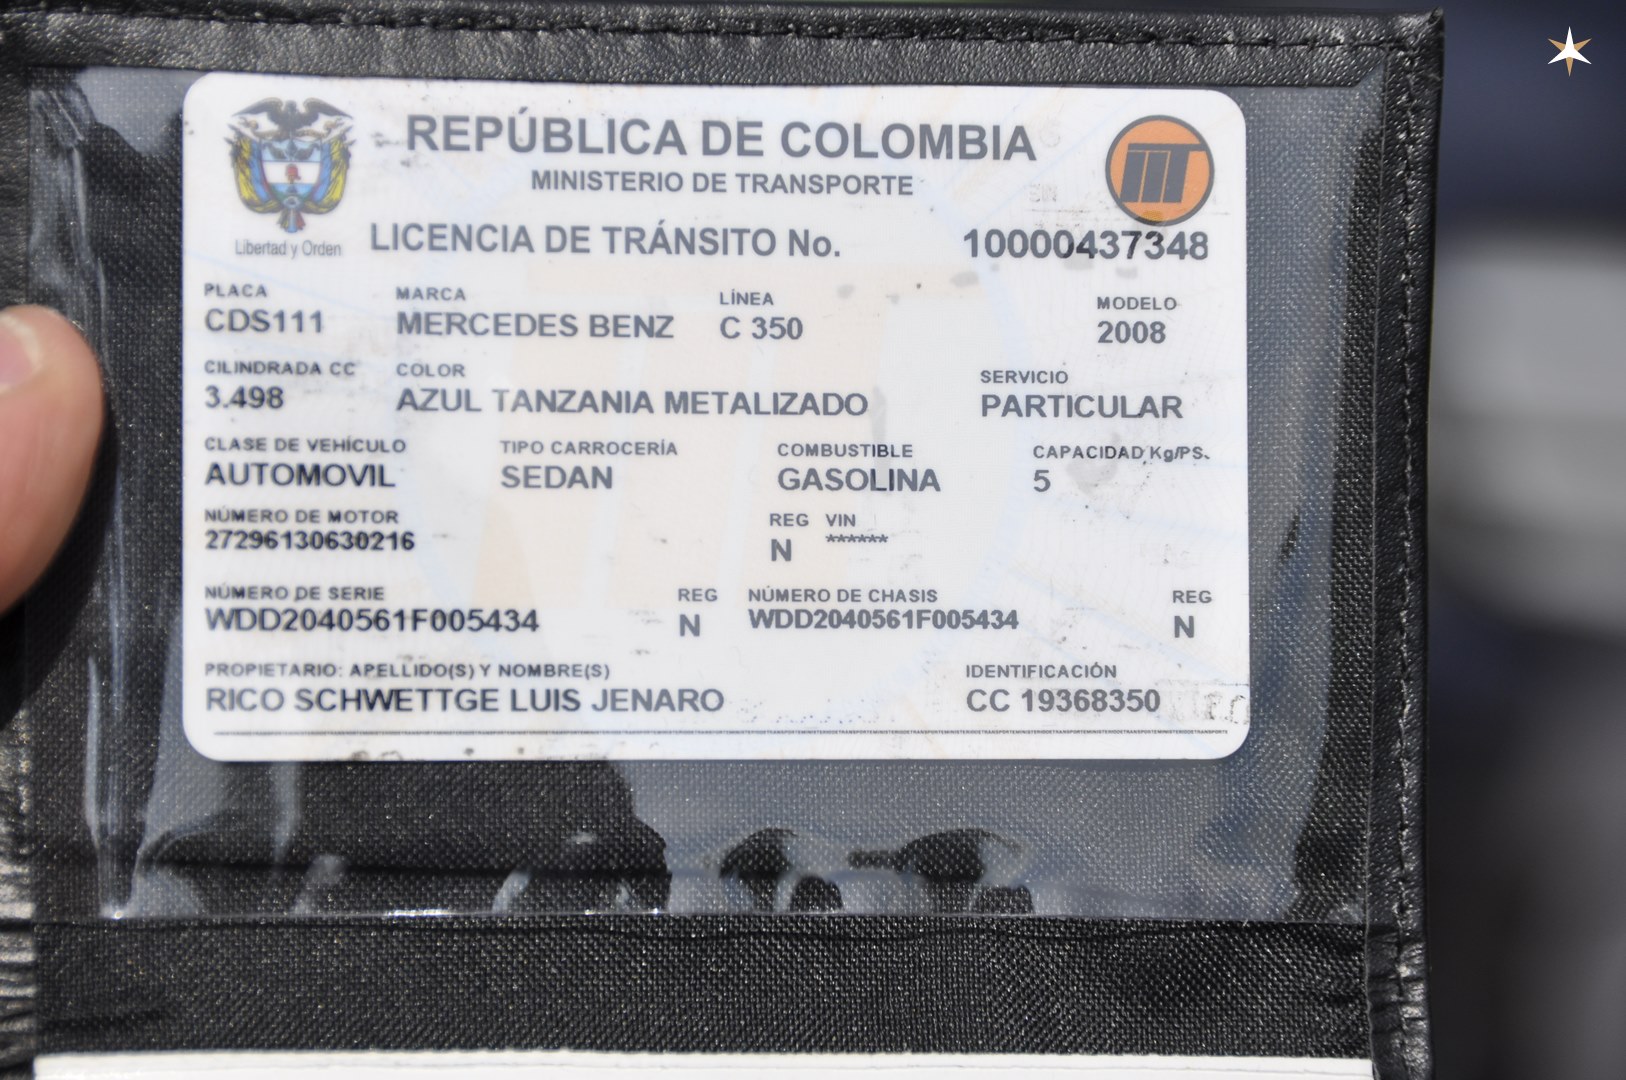 REPÚBLICA DE COLOMBIA
MINISTERIO DE TRANSPORTE
Libertad y Orden
LICENCIA DE TRÁNSITO No. 10000437348
PLACA MARCA LÍNEA MODELO
CDS111 MERCEDES BENZ C 350 2008
CILINDRADA CC COLOR SERVICIO
3.498 AZUL TANZANIA METALIZADO PARTICULAR
CLASE DE VEHÍCULO TIPO CARROCERÍA COMBUSTIBLE CAPACIDAD Kg/PS.
AUTOMOVIL SEDAN GASOLINA 5
NÚMERO DE MOTOR REG VIN
27296130630216 N ******
NÚMERO DE SERIE REG NÚMERO DE CHASIS REG
WDD2040561F005434 N WDD2040561F005434 N
PROPIETARIO: APELLIDO(S) Y NOMBRE(S) IDENTIFICACIÓN
RICO SCHWETTGE LUIS JENARO CC 19368350